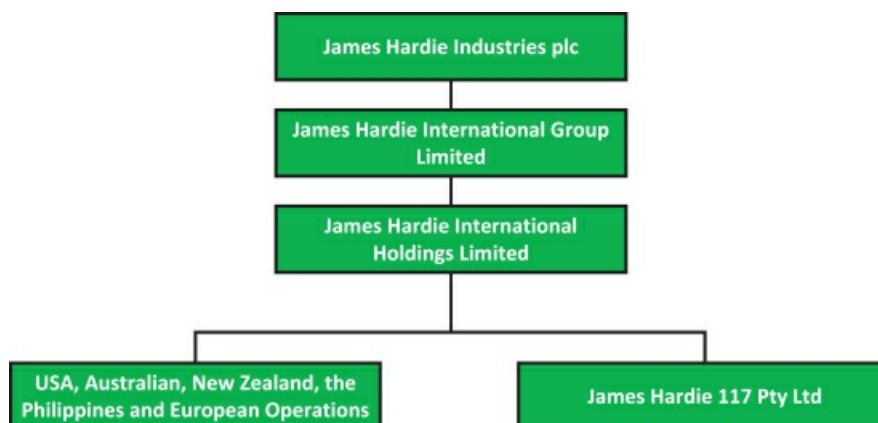 James Hardie Industries plc
James Hardie International Group
Limited
James Hardie International
Holdings Limited
USA, Australian, New Zealand, the
Philippines and European Operations
James Hardie 117 Pty Ltd